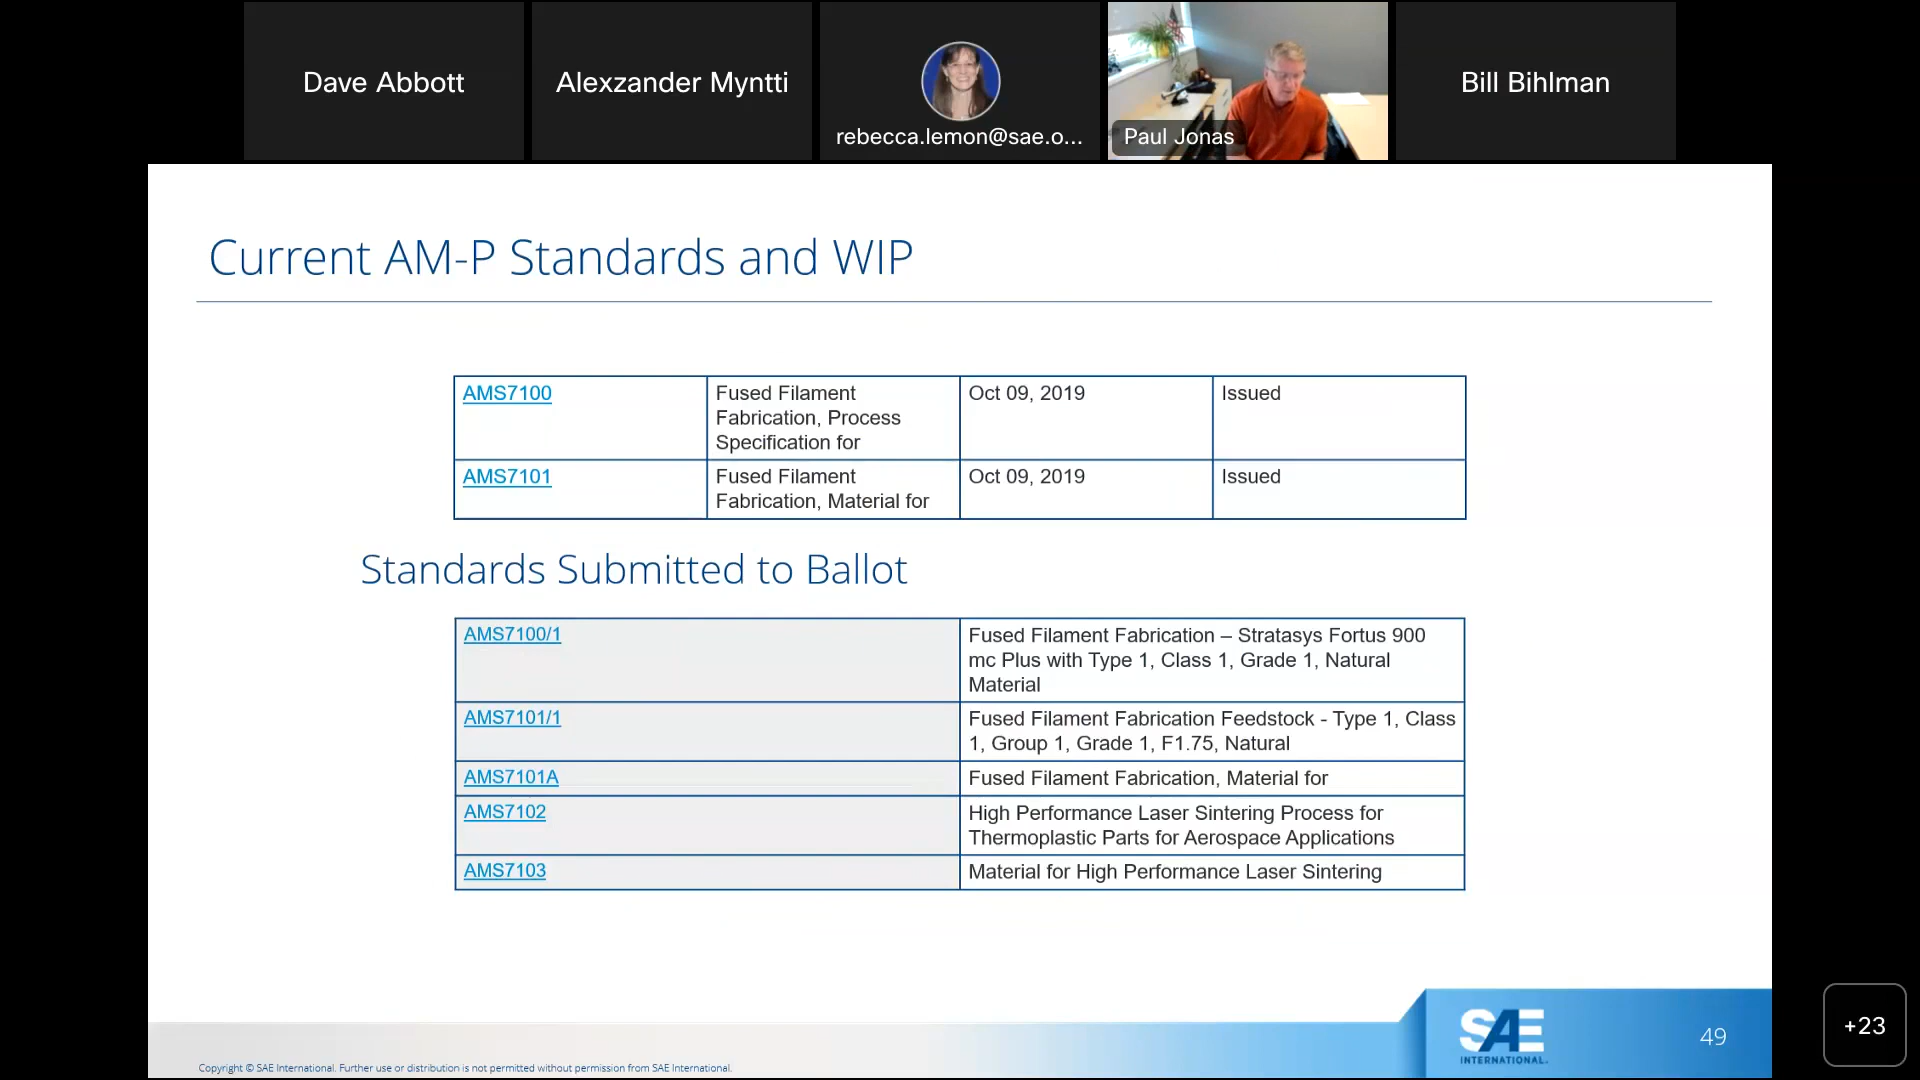 Dave Abbott
Alexzander Myntti
rebecca.lemon@sae.o...
Paul Jonas
Bill Bihlman
Current AM-P Standards and WIP
AMS7100
Fused Filament
Fabrication, Process
Specification for
Oct 09, 2019
Issued
AMS7101
Fused Filament
Fabrication, Material for
Oct 09, 2019
Issued
Standards Submitted to Ballot
AMS7100/1
Fused Filament Fabrication – Stratasys Fortus 900
mc Plus with Type 1, Class 1, Grade 1, Natural
Material
AMS7101/1
Fused Filament Fabrication Feedstock - Type 1, Class
1, Group 1, Grade 1, F1.75, Natural
AMS7101A
Fused Filament Fabrication, Material for
AMS7102
High Performance Laser Sintering Process for
Thermoplastic Parts for Aerospace Applications
AMS7103
Material for High Performance Laser Sintering
SAE
INTERNATIONAL.
49
+23
Copyright © SAE International. Further use or distribution is not permitted without permission from SAE International.